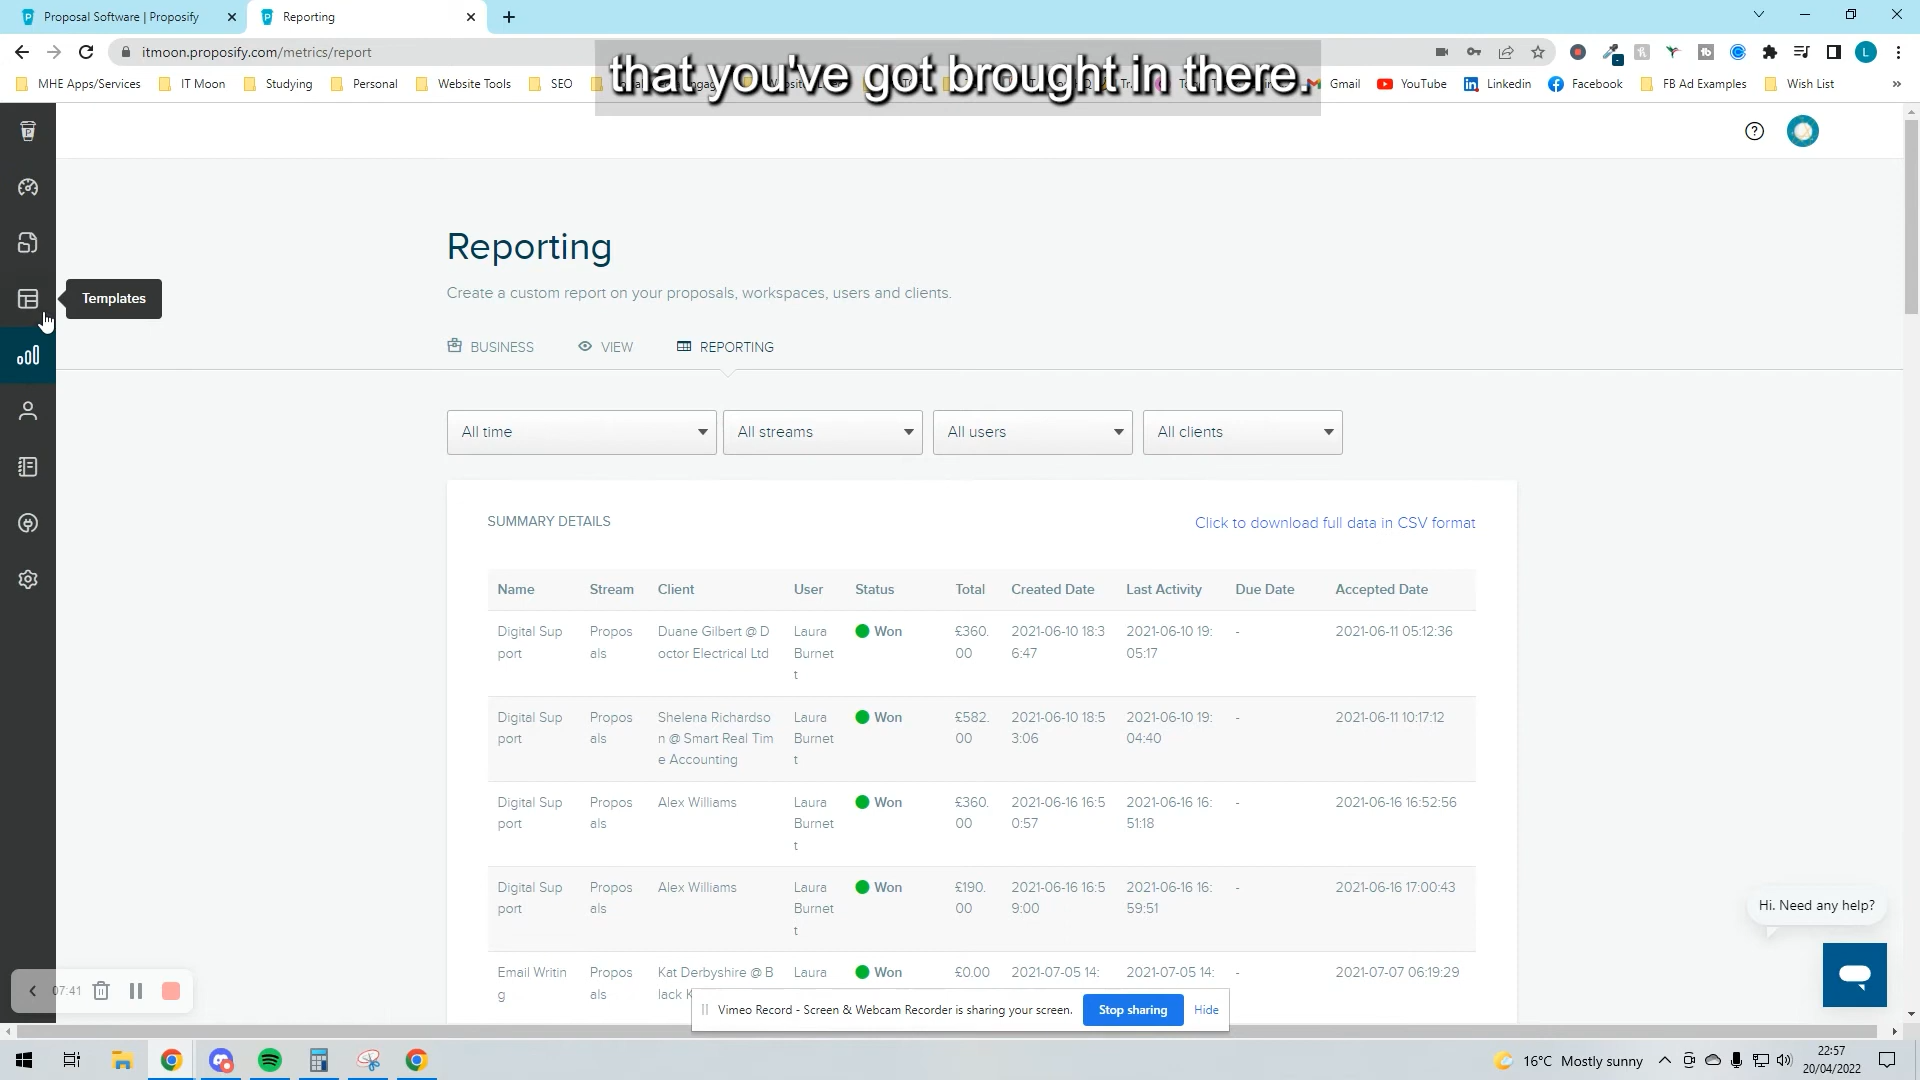 Proposal Software | Proposify
Reporting
itmoon.proposify.com/metrics/report
MHE Apps/Services
IT Moon
Studying
Personal
Website Tools
SEO
Gmail
YouTube
Linkedin
Facebook
FB Ad Examples
Wish List
»
that you've got brought in there.
Templates
Reporting
Create a custom report on your proposals, workspaces, users and clients.
BUSINESS
VIEW
REPORTING
All time
All streams
All users
All clients
SUMMARY DETAILS
Click to download full data in CSV format
Name Stream Client User Status Total Created Date Last Activity Due Date Accepted Date
Digital Sup Propos Duane Gilbert @ D Laura Won £360. 2021-06-10 18:3 2021-06-10 19: - 2021-06-11 05:12:36
port als octor Electrical Ltd Burnet 00 6:47 05:17
t
Digital Sup Propos Shelena Richardso Laura Won £582. 2021-06-10 18:5 2021-06-10 19: - 2021-06-11 10:17:12
port als n @ Smart Real Tim Burnet 00 3:06 04:40
e Accounting t
Digital Sup Propos Alex Williams Laura Won £360. 2021-06-16 16:5 2021-06-16 16: - 2021-06-16 16:52:56
port als Burnet 00 0:57 51:18
t
Digital Sup Propos Alex Williams Laura Won £190. 2021-06-16 16:5 2021-06-16 16: - 2021-06-16 17:00:43
port als Burnet 00 9:00 59:51
t
Email Writin Propos Kat Derbyshire @ B Laura Won £0.00 2021-07-05 14: 2021-07-05 14: - 2021-07-07 06:19:29
g als lack K
Hi. Need any help?
07:41
Vimeo Record - Screen & Webcam Recorder is sharing your screen.
Stop sharing
Hide
16°C Mostly sunny
22:57
20/04/2022